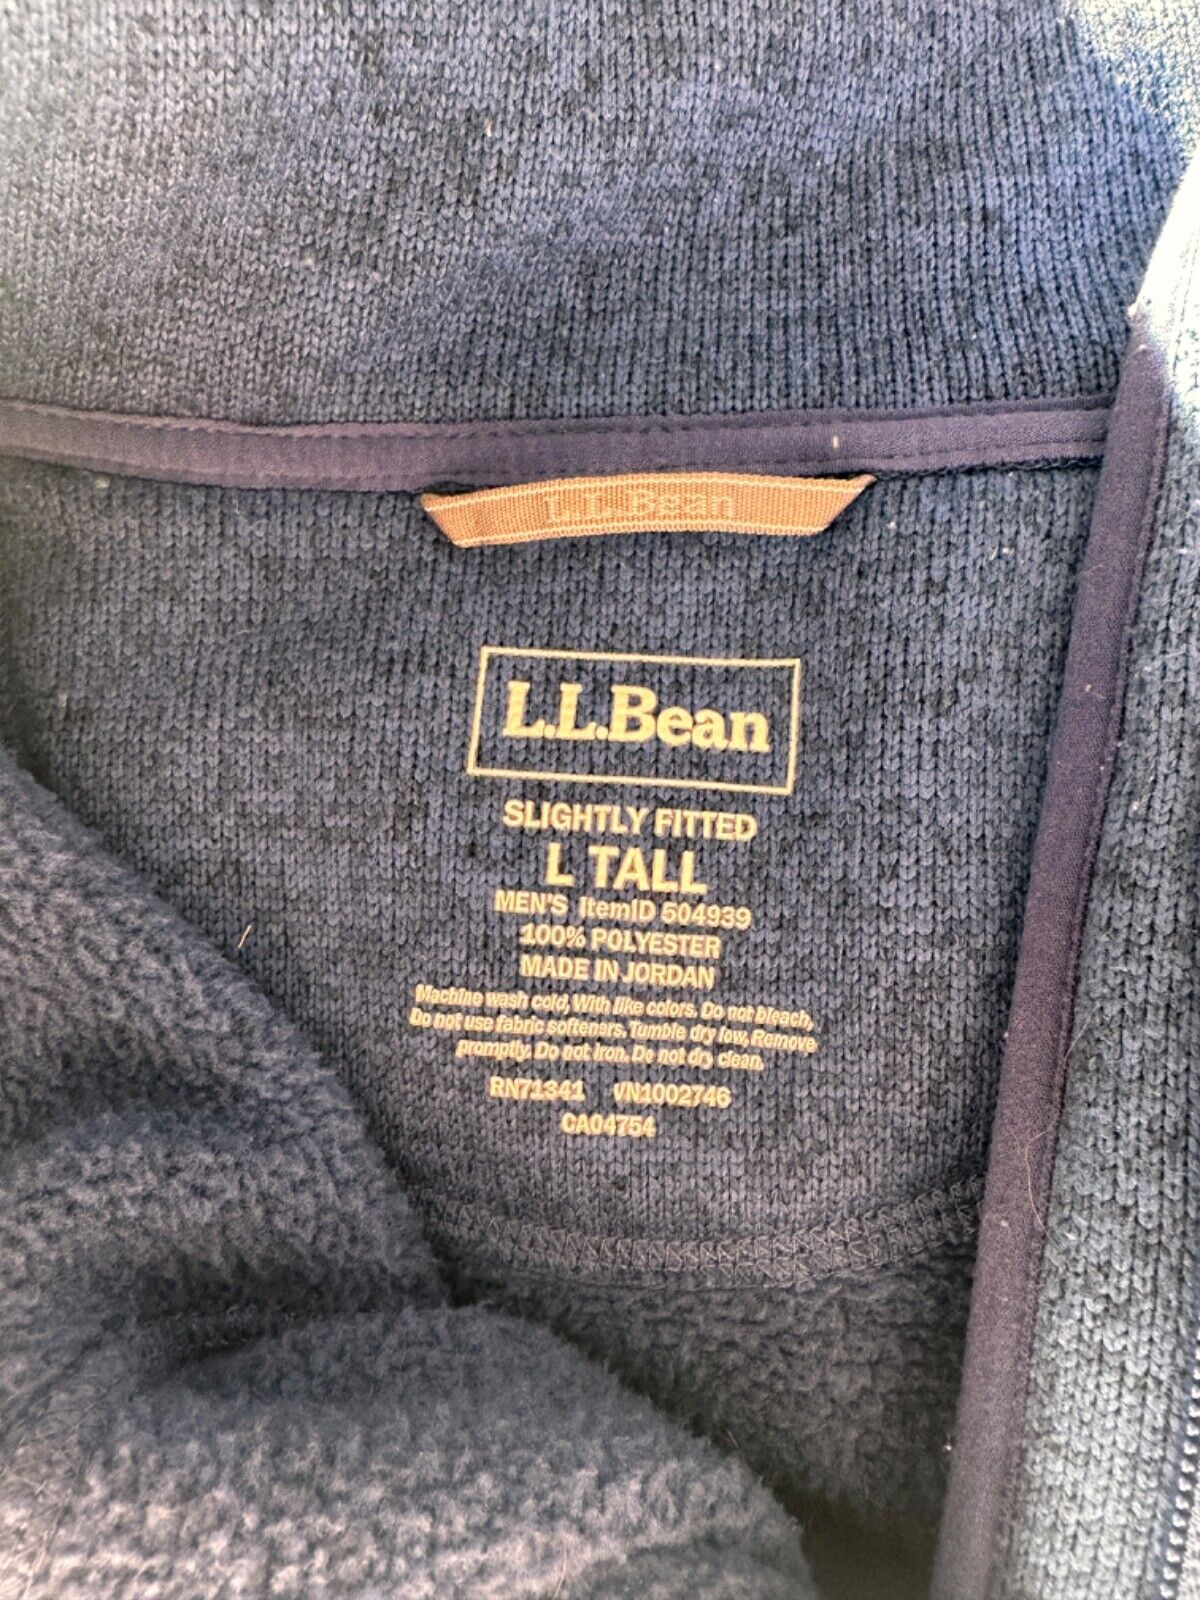 L.L.Bean
L.L.Bean
SLIGHTLY FITTED
L TALL
MEN'S ItemID 504939
100% POLYESTER
MADE IN JORDAN
Machine wash cold, With like colors. Do not bleach,
Do not use fabric softeners. Tumble dry low, Remove
promptly. Do not iron. Do not dry clean.
RN71341 VN1002746
CA04754